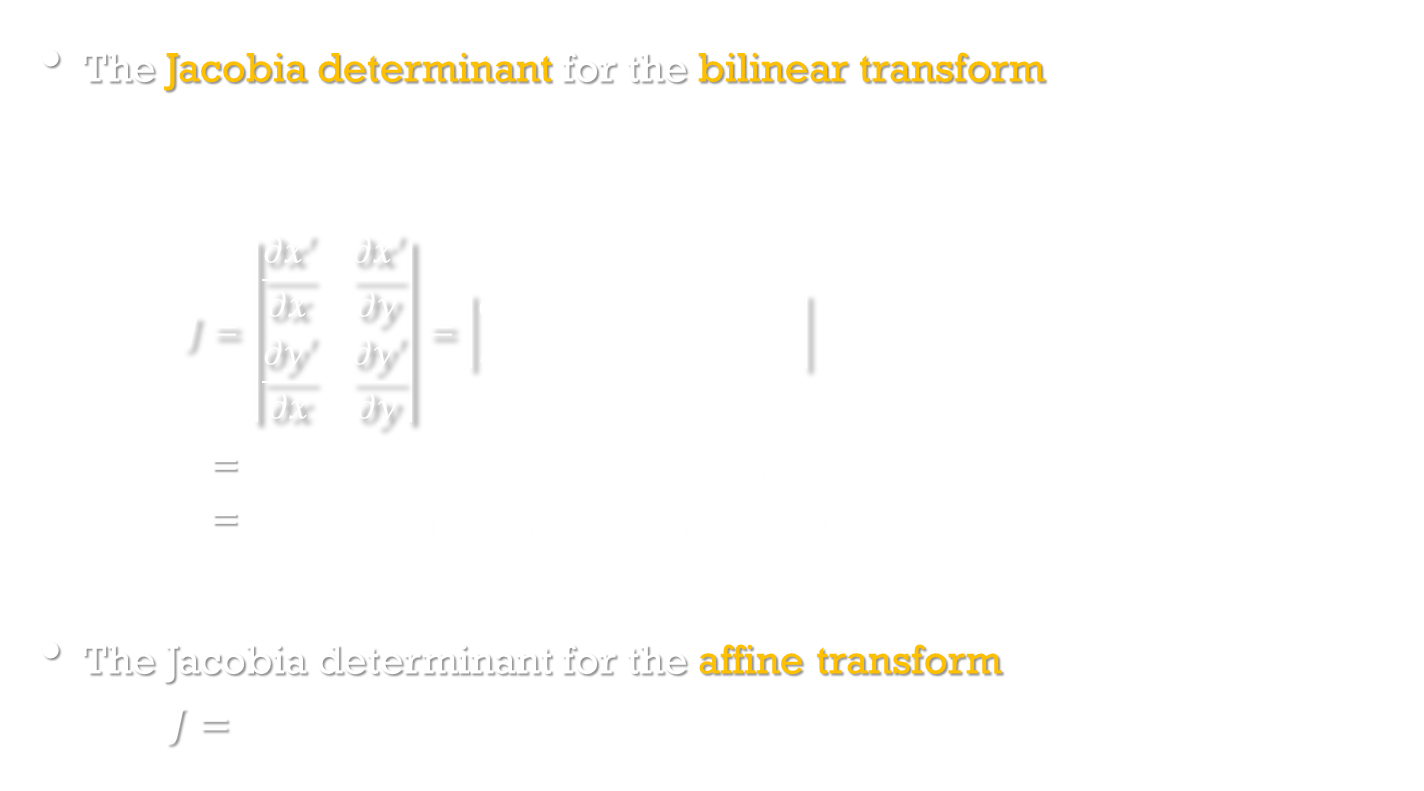 • The Jacobia determinant for the bilinear transform
J = | ∂x′/∂x ∂x′/∂y ; ∂y′/∂x ∂y′/∂y | = | |
=
=
• The Jacobia determinant for the affine transform
J =